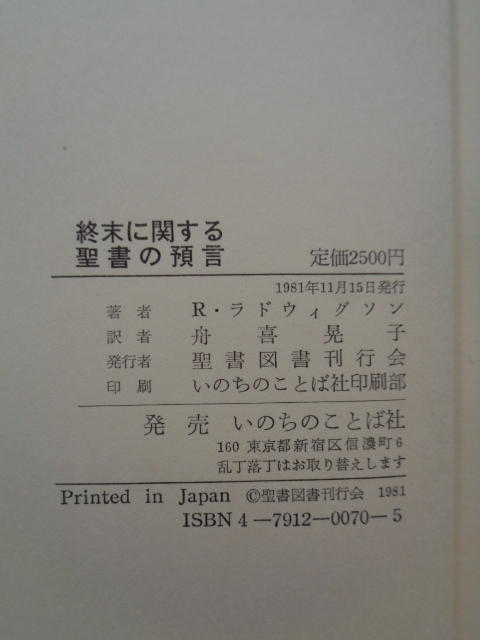 終末に関する
聖書の預言 定価2500円
1981年11月15日発行
著者 R・ラドウィグソン
訳者 舟喜晃子
発行者 聖書図書刊行会
印刷 いのちのことば社印刷部
発売 いのちのことば社
160 東京都新宿区信濃町6
乱丁落丁はお取り替えします
Printed in Japan ©聖書図書刊行会 1981
ISBN 4―7912―0070―5